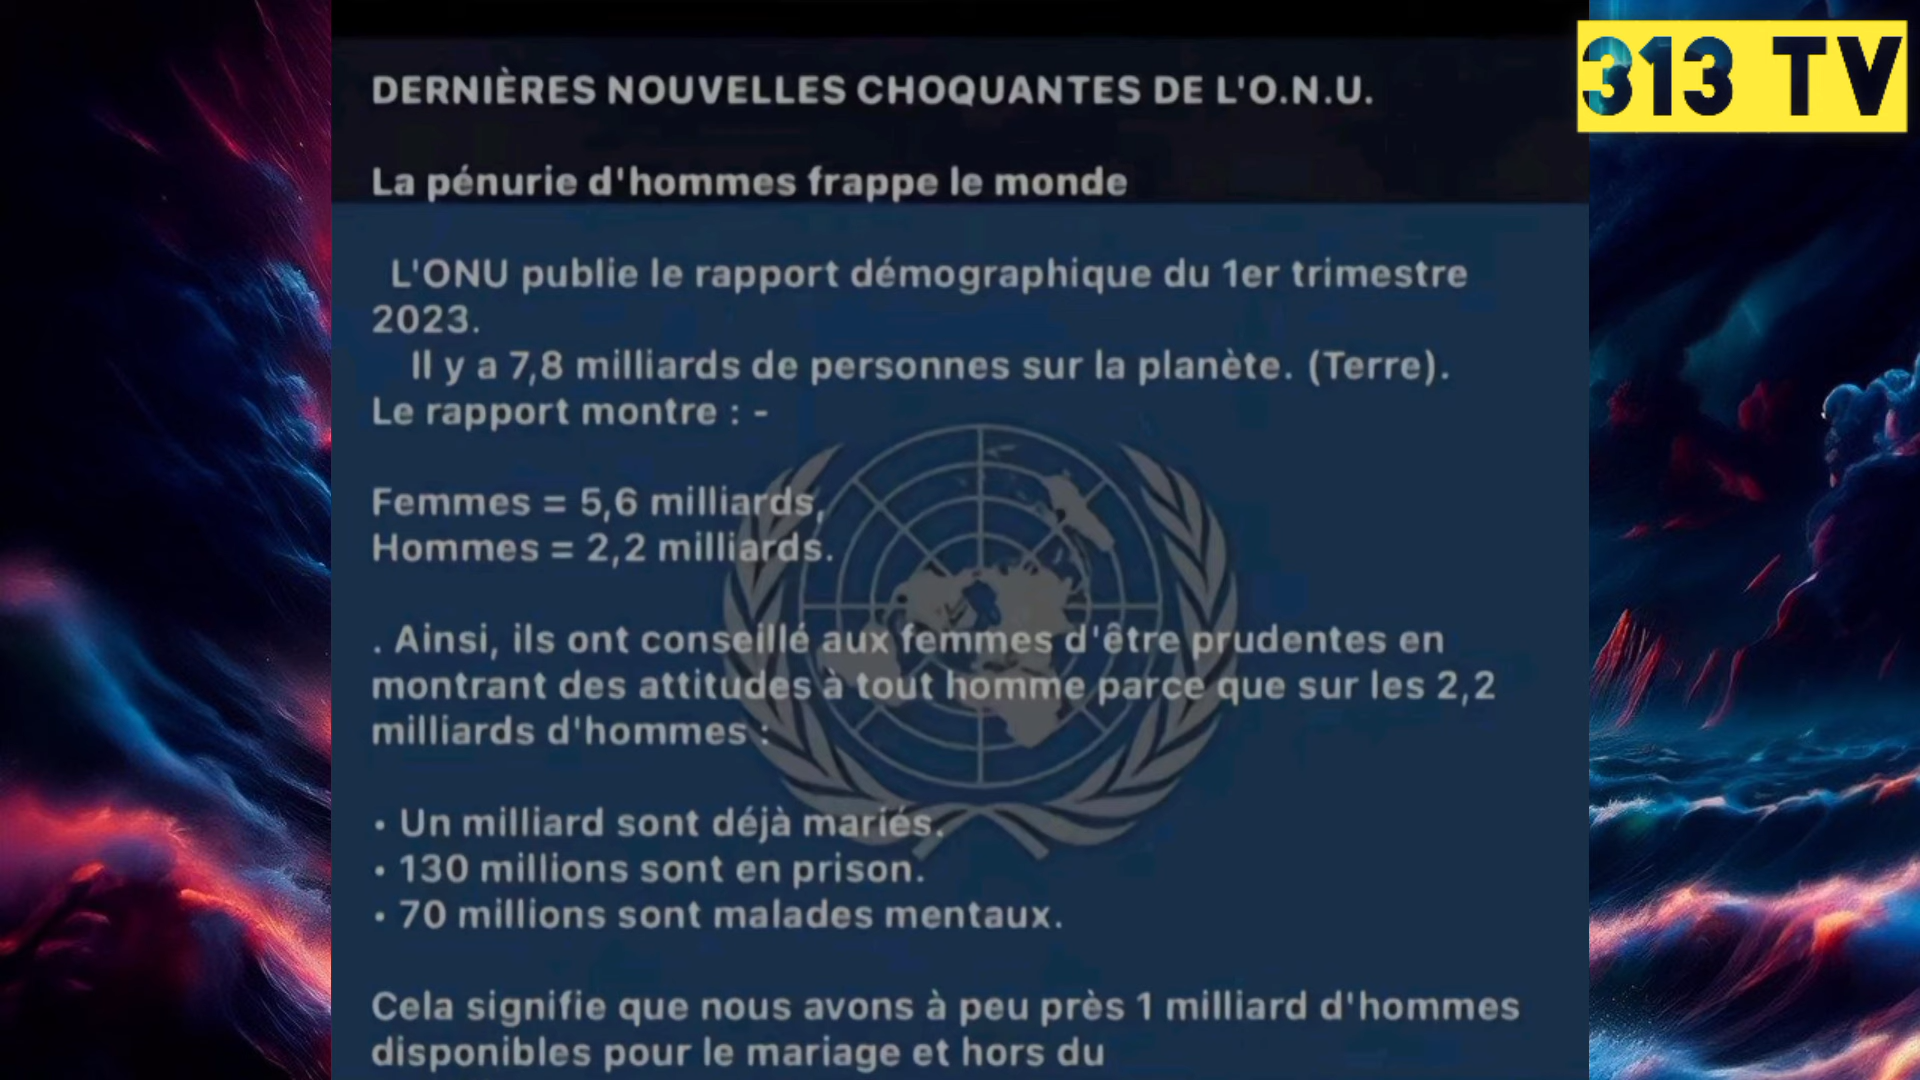 313 TV
DERNIÈRES NOUVELLES CHOQUANTES DE L'O.N.U.
La pénurie d'hommes frappe le monde
L'ONU publie le rapport démographique du 1er trimestre
2023.
Il y a 7,8 milliards de personnes sur la planète. (Terre).
Le rapport montre : -
Femmes = 5,6 milliards,
Hommes = 2,2 milliards.
. Ainsi, ils ont conseillé aux femmes d'être prudentes en
montrant des attitudes à tout homme parce que sur les 2,2
milliards d'hommes :
• Un milliard sont déjà mariés.
• 130 millions sont en prison.
• 70 millions sont malades mentaux.
Cela signifie que nous avons à peu près 1 milliard d'hommes
disponibles pour le mariage et hors du